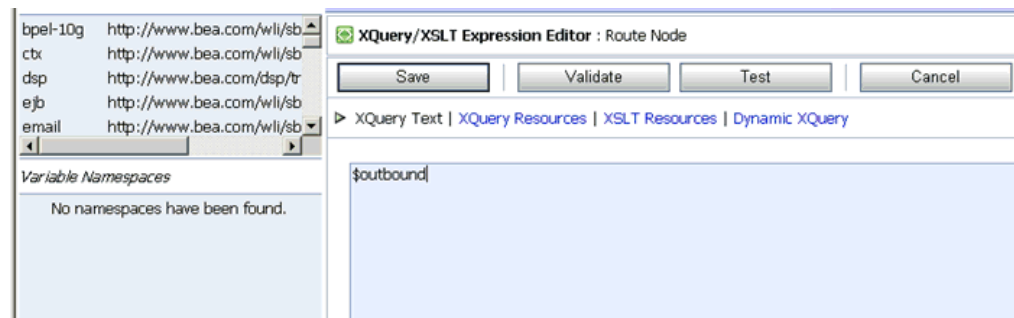 bpel-10g http://www.bea.com/wli/sb
ctx http://www.bea.com/wli/sb
dsp http://www.bea.com/dsp/tr
ejb http://www.bea.com/wli/sb
email http://www.bea.com/wli/sb
Variable Namespaces
No namespaces have been found.
XQuery/XSLT Expression Editor : Route Node
Save Validate Test Cancel
XQuery Text | XQuery Resources | XSLT Resources | Dynamic XQuery
$outbound